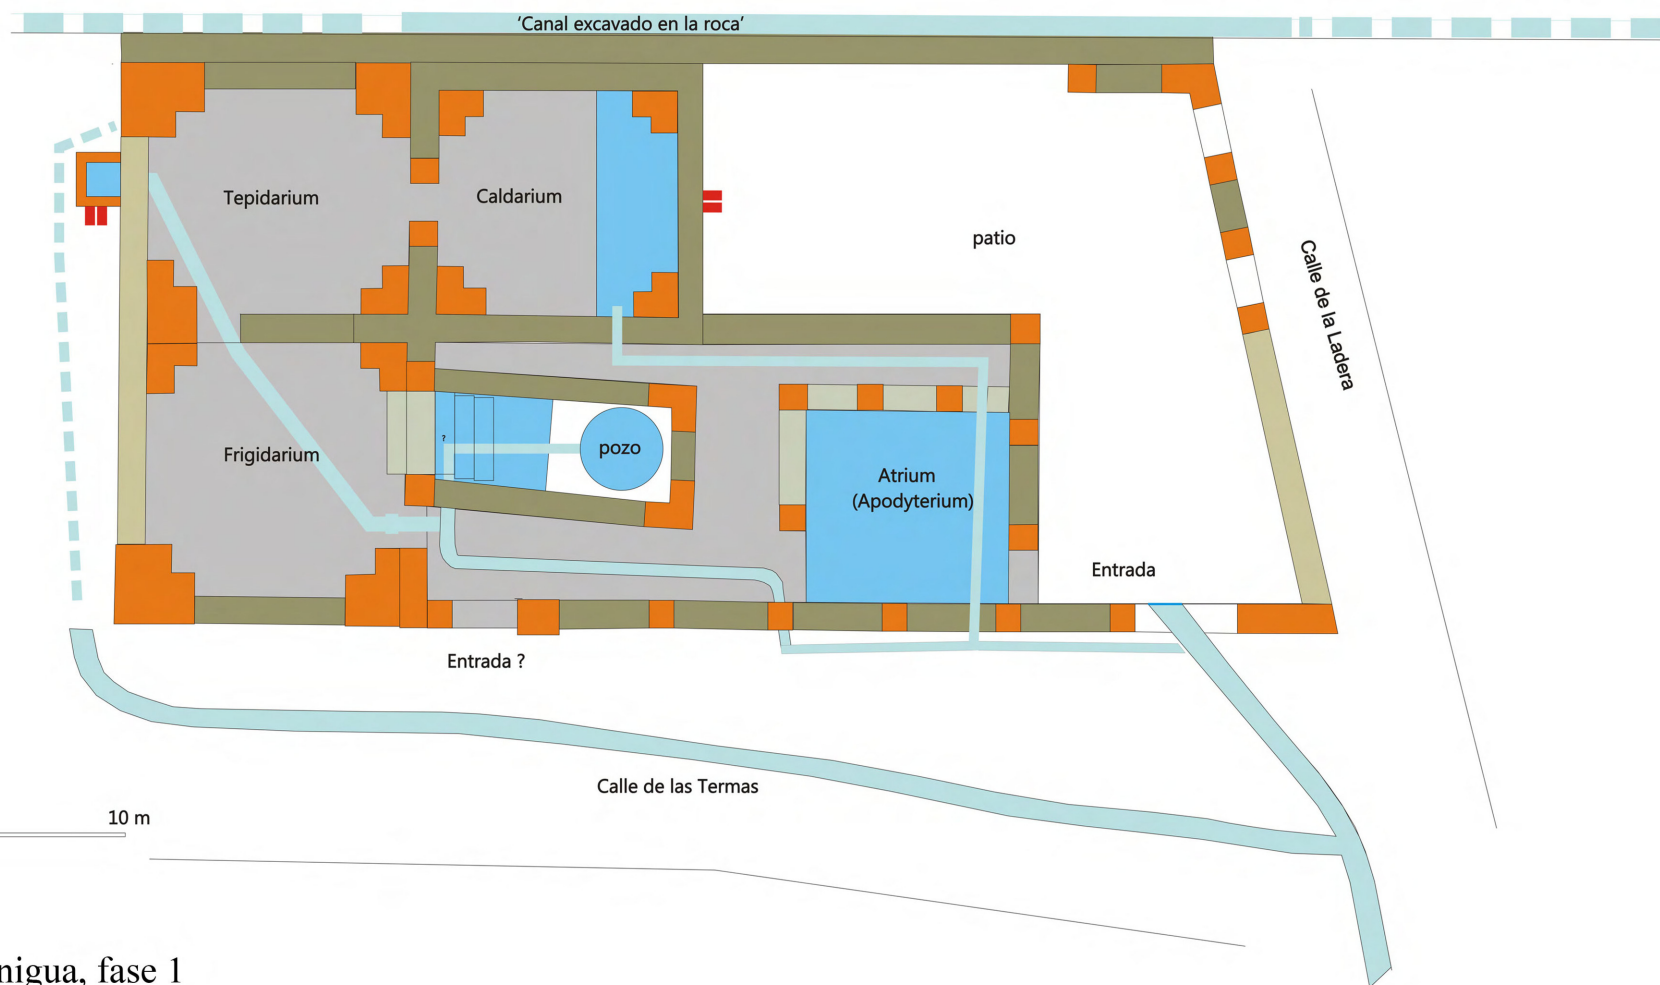 ‘Canal excavado en la roca’
Tepidarium
Caldarium
patio
Calle de la Ladera
Frigidarium
?
pozo
Atrium
(Apodyterium)
Entrada
Entrada ?
Calle de las Termas
10 m
nigua, fase 1